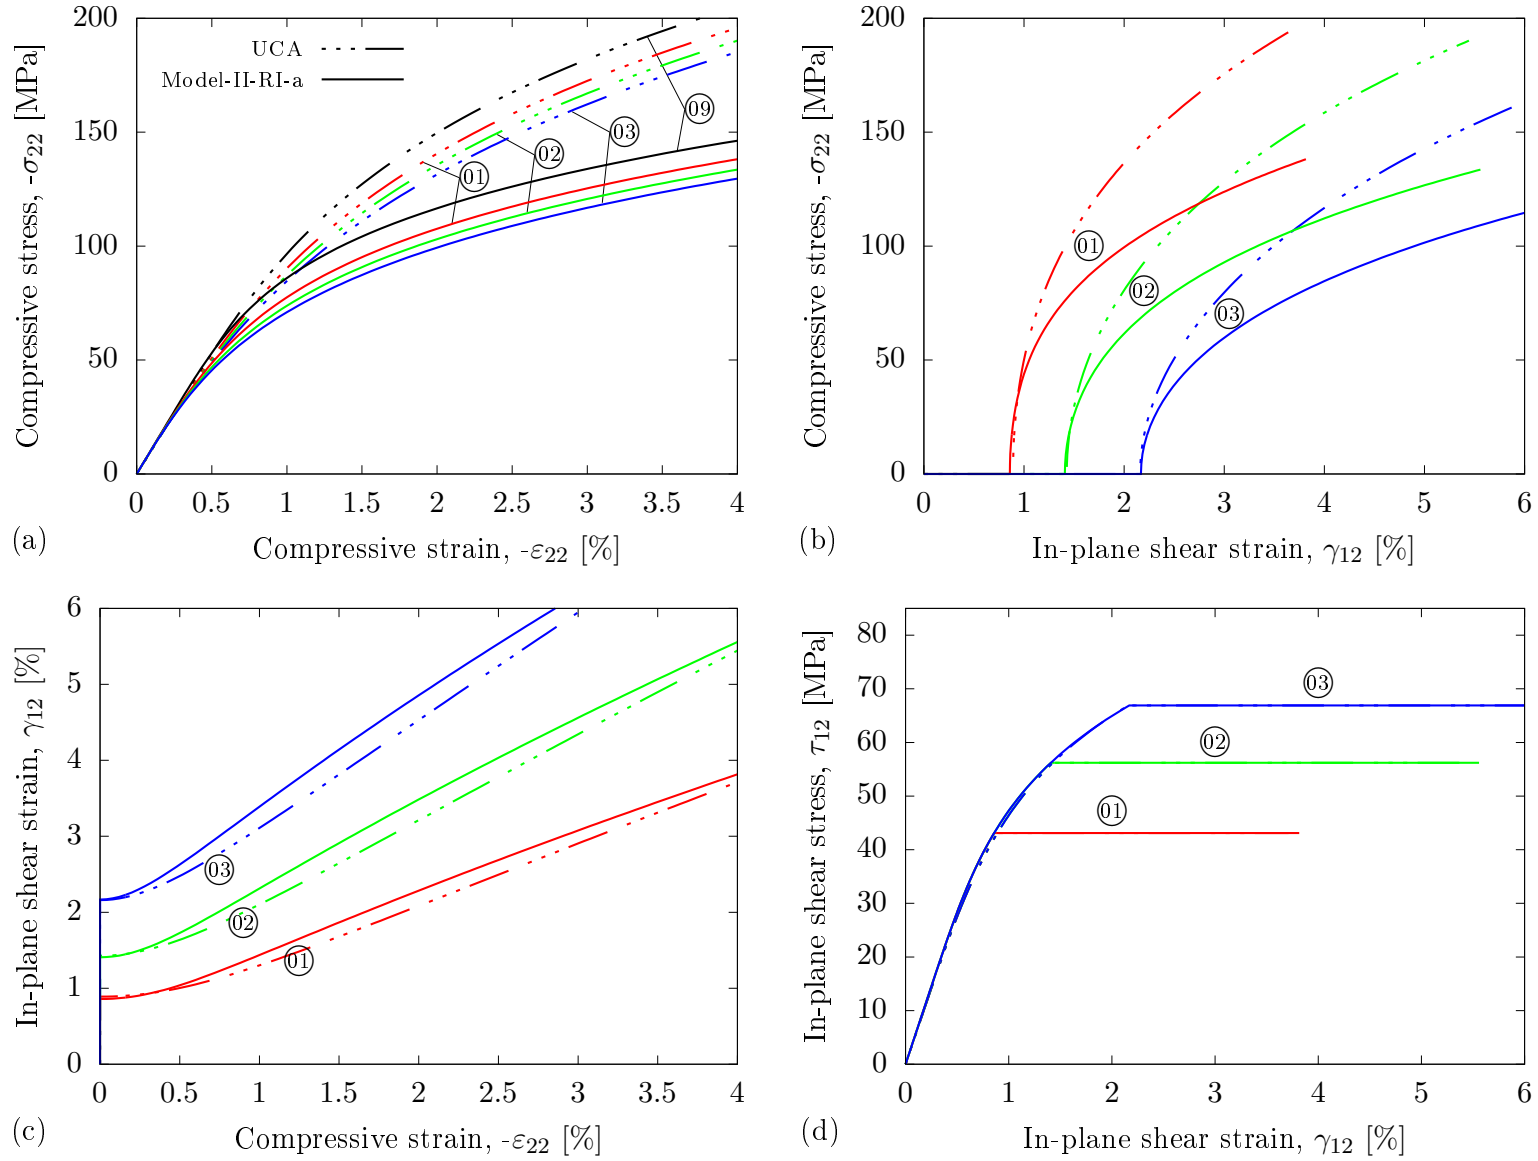 UCA
Model-II-RI-a
Compressive stress, -σ22 [MPa]
200
150
100
50
0
01
02
03
09
0 0.5 1 1.5 2 2.5 3 3.5 4
(a)
Compressive strain, -ε22 [%]
Compressive stress, -σ22 [MPa]
200
150
100
50
0
01
02
03
0 1 2 3 4 5 6
(b)
In-plane shear strain, γ12 [%]
In-plane shear strain, γ12 [%]
6
5
4
3
2
1
0
03
02
01
0 0.5 1 1.5 2 2.5 3 3.5 4
(c)
Compressive strain, -ε22 [%]
In-plane shear stress, τ12 [MPa]
80
70
60
50
40
30
20
10
0
03
02
01
0 1 2 3 4 5 6
(d)
In-plane shear strain, γ12 [%]